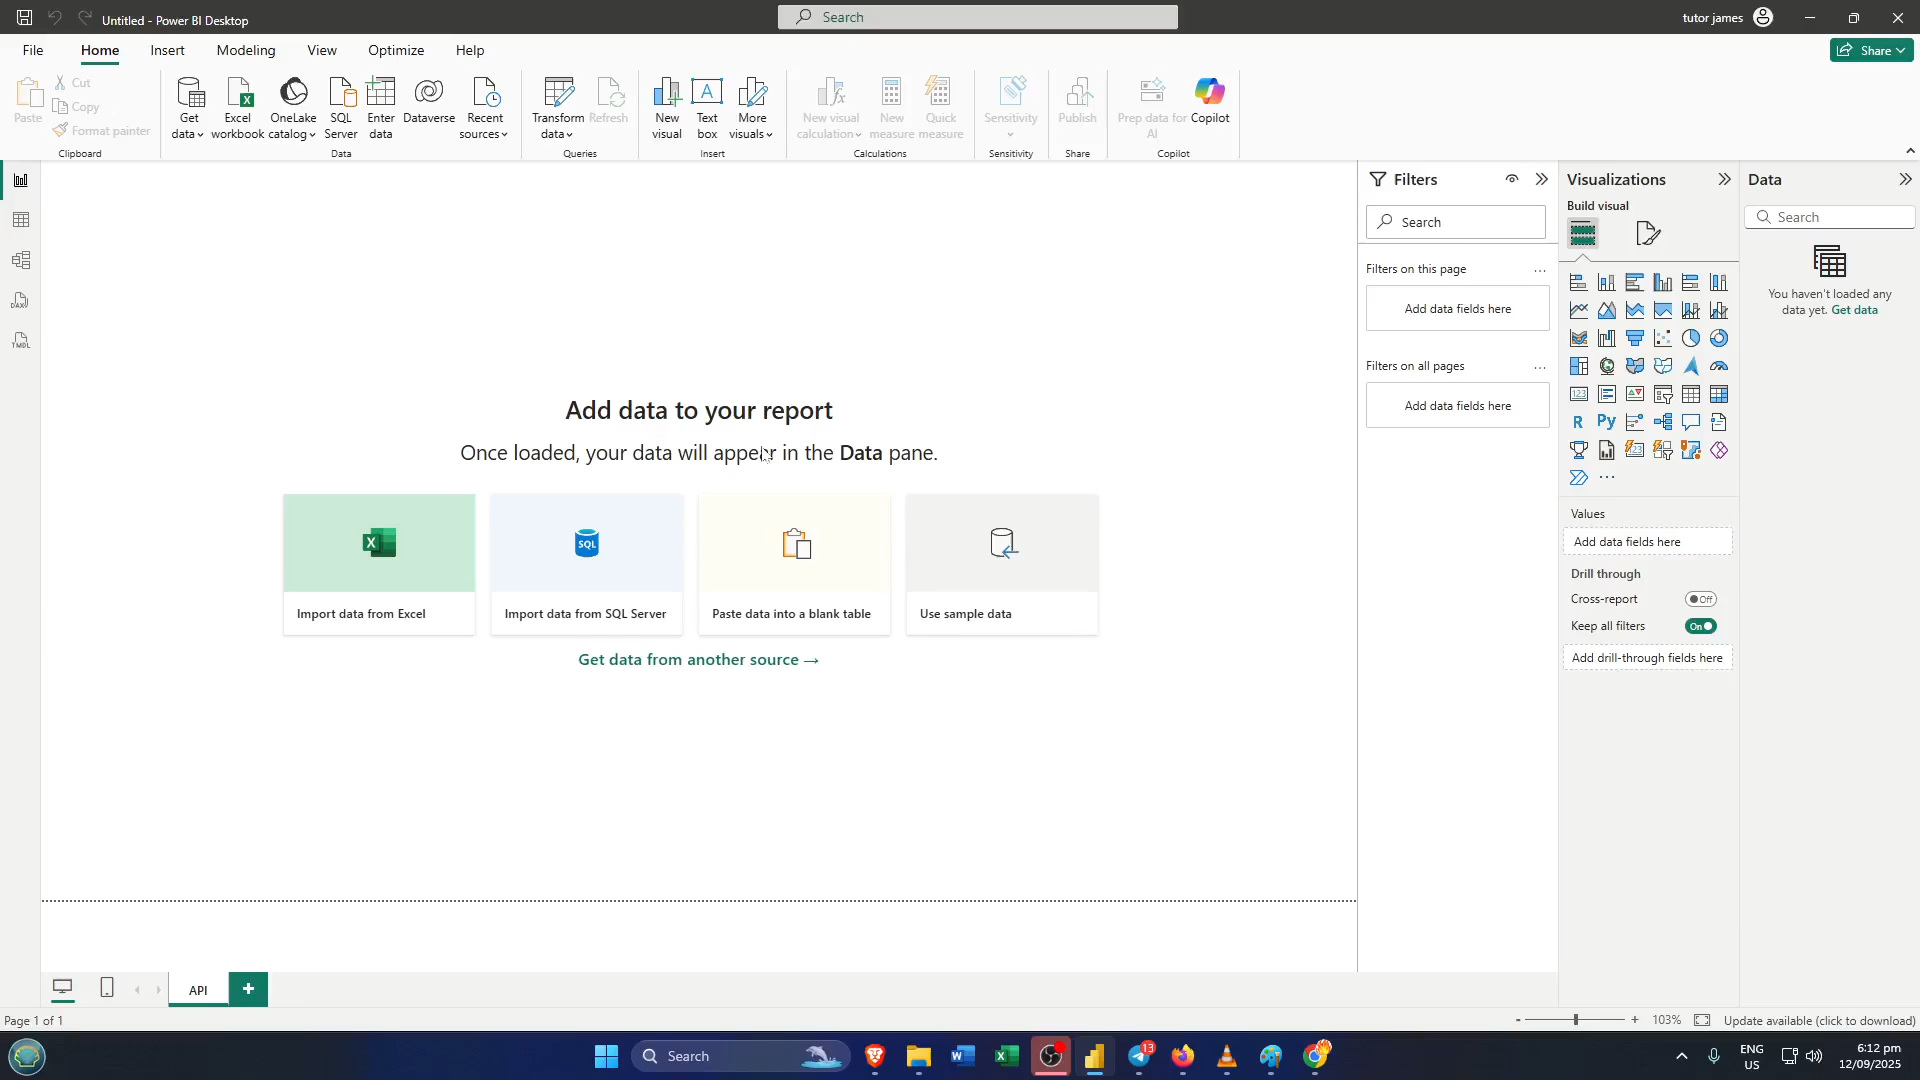 Untitled - Power BI Desktop
Search
tutor james
File
Home
Insert
Modeling
View
Optimize
Help
Share
Paste
Cut
Copy
Format painter
Clipboard
Get data
Excel workbook
OneLake catalog
SQL Server
Enter data
Dataverse
Recent sources
Data
Transform data
Refresh
Queries
New visual
Text box
More visuals
Insert
New visual calculation
New measure
Quick measure
Calculations
Sensitivity
Sensitivity
Publish
Share
Prep data for AI
Copilot
Copilot
DAX
TMDL
Add data to your report
Once loaded, your data will appear in the Data pane.
SQL
Import data from Excel
Import data from SQL Server
Paste data into a blank table
Use sample data
Get data from another source →
Filters
Search
Filters on this page
...
Add data fields here
Filters on all pages
...
Add data fields here
Visualizations
Build visual
123
R
Py
...
Values
Add data fields here
Drill through
Cross-report
Off
Keep all filters
On
Add drill-through fields here
Data
Search
You haven't loaded any
data yet. Get data
API
+
Page 1 of 1
- + 103%
Update available (click to download)
Search
13
ENG
US
6:12 pm
12/09/2025